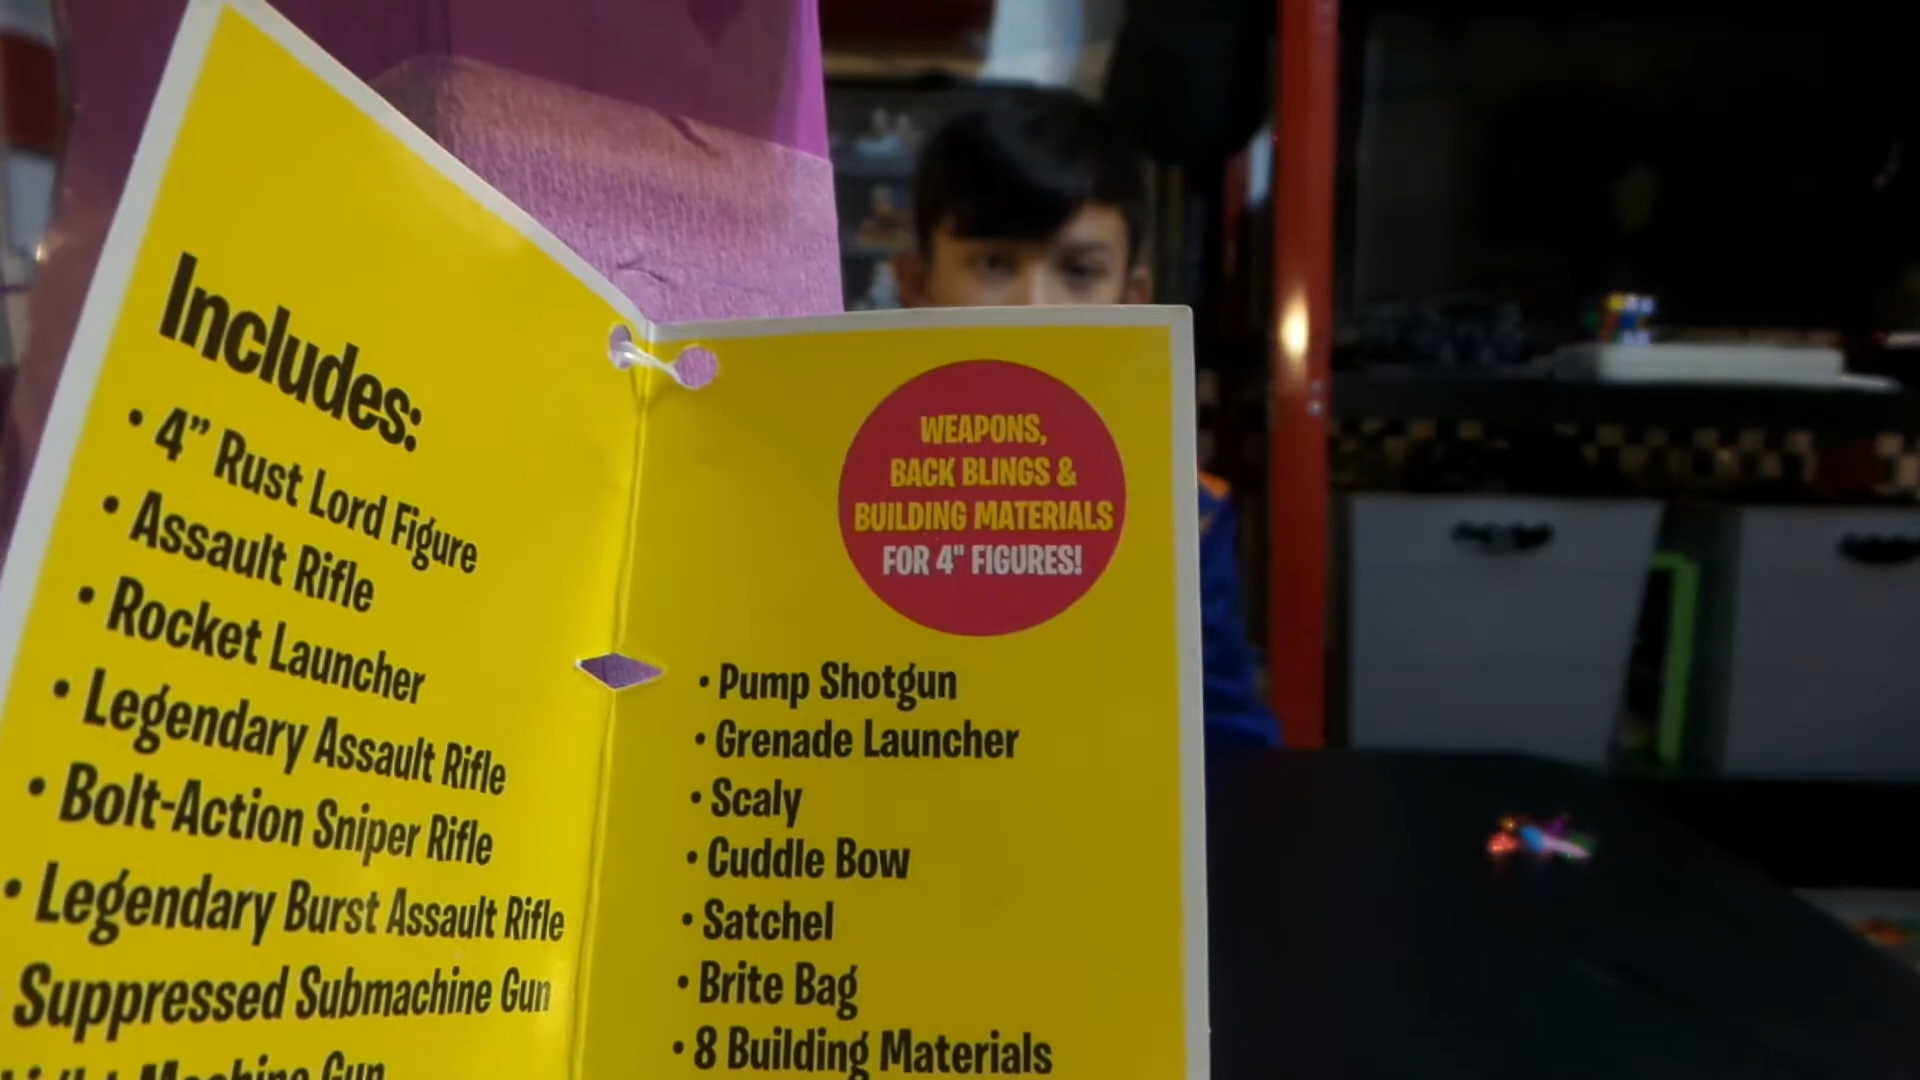 Includes:
• 4” Rust Lord Figure
• Assault Rifle
• Rocket Launcher
• Legendary Assault Rifle
• Bolt-Action Sniper Rifle
• Legendary Burst Assault Rifle
Suppressed Submachine Gun
Machine Gun
WEAPONS,
BACK BLINGS &
BUILDING MATERIALS
FOR 4" FIGURES!
• Pump Shotgun
• Grenade Launcher
• Scaly
• Cuddle Bow
• Satchel
• Brite Bag
• 8 Building Materials